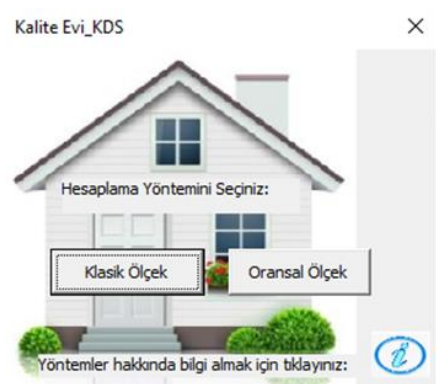 Kalite Evi_KDS
Hesaplama Yöntemini Seçiniz:
Klasik Ölçek
Oransal Ölçek
Yöntemler hakkında bilgi almak için tıklayınız:
i